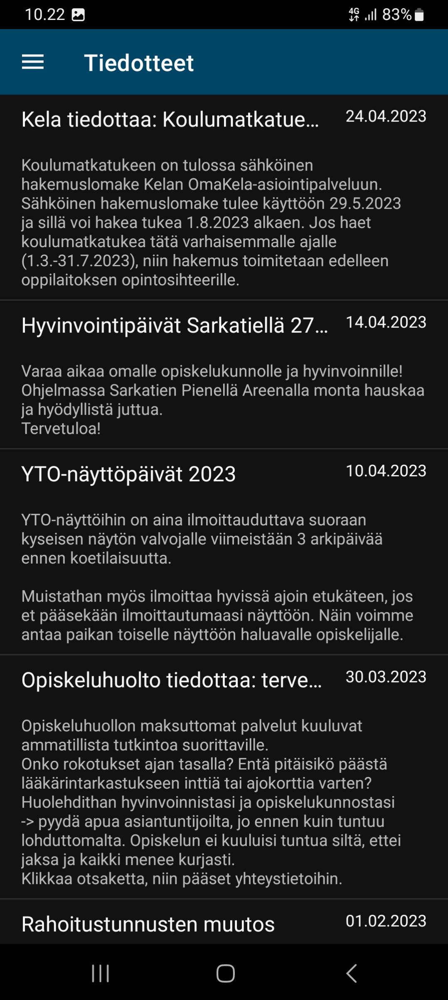 10.22
4G
83%
Tiedotteet
Kela tiedottaa: Koulumatkatue...
24.04.2023
Koulumatkatukeen on tulossa sähköinen
hakemuslomake Kelan OmaKela-asiointipalveluun.
Sähköinen hakemuslomake tulee käyttöön 29.5.2023
ja sillä voi hakea tukea 1.8.2023 alkaen. Jos haet
koulumatkatukea tätä varhaisemmalle ajalle
(1.3.-31.7.2023), niin hakemus toimitetaan edelleen
oppilaitoksen opintosihteerille.
Hyvinvointipäivät Sarkatiellä 27...
14.04.2023
Varaa aikaa omalle opiskelukunnolle ja hyvinvoinnille!
Ohjelmassa Sarkatien Pienellä Areenalla monta hauskaa
ja hyödyllistä juttua.
Tervetuloa!
YTO-näyttöpäivät 2023
10.04.2023
YTO-näyttöihin on aina ilmoittauduttava suoraan
kyseisen näytön valvojalle viimeistään 3 arkipäivää
ennen koetilaisuutta.
Muistathan myös ilmoittaa hyvissä ajoin etukäteen, jos
et pääsekään ilmoittautumaasi näyttöön. Näin voimme
antaa paikan toiselle näyttöön haluavalle opiskelijalle.
Opiskeluhuolto tiedottaa: terve...
30.03.2023
Opiskeluhuollon maksuttomat palvelut kuuluvat
ammatillista tutkintoa suorittaville.
Onko rokotukset ajan tasalla? Entä pitäisikö päästä
lääkärintarkastukseen inttiä tai ajokorttia varten?
Huolehdithan hyvinvoinnistasi ja opiskelukunnostasi
-> pyydä apua asiantuntijoilta, jo ennen kuin tuntuu
lohduttomalta. Opiskelun ei kuuluisi tuntua siltä, ettei
jaksa ja kaikki menee kurjasti.
Klikkaa otsaketta, niin pääset yhteystietoihin.
Rahoitustunnusten muutos
01.02.2023